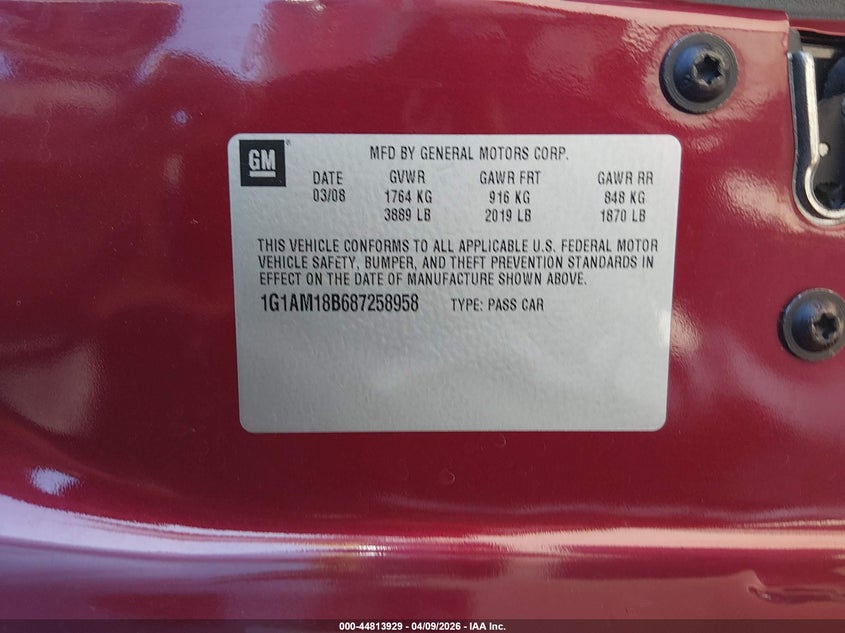 GM
MFD BY GENERAL MOTORS CORP.
DATE GVWR GAWR FRT GAWR RR
03/08 1764 KG 916 KG 848 KG
3889 LB 2019 LB 1870 LB
THIS VEHICLE CONFORMS TO ALL APPLICABLE U.S. FEDERAL MOTOR
VEHICLE SAFETY, BUMPER, AND THEFT PREVENTION STANDARDS IN
EFFECT ON THE DATE OF MANUFACTURE SHOWN ABOVE.
1G1AM18B687258958 TYPE: PASS CAR
000-44813929 - 04/09/2026 - IAA Inc.